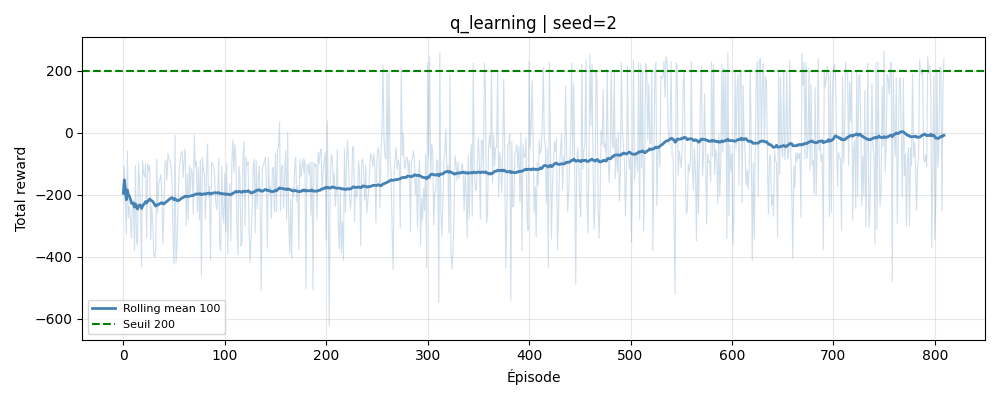 q_learning | seed=2
Total reward
200
0
−200
−400
−600
Rolling mean 100
Seuil 200
0 100 200 300 400 500 600 700 800
Épisode